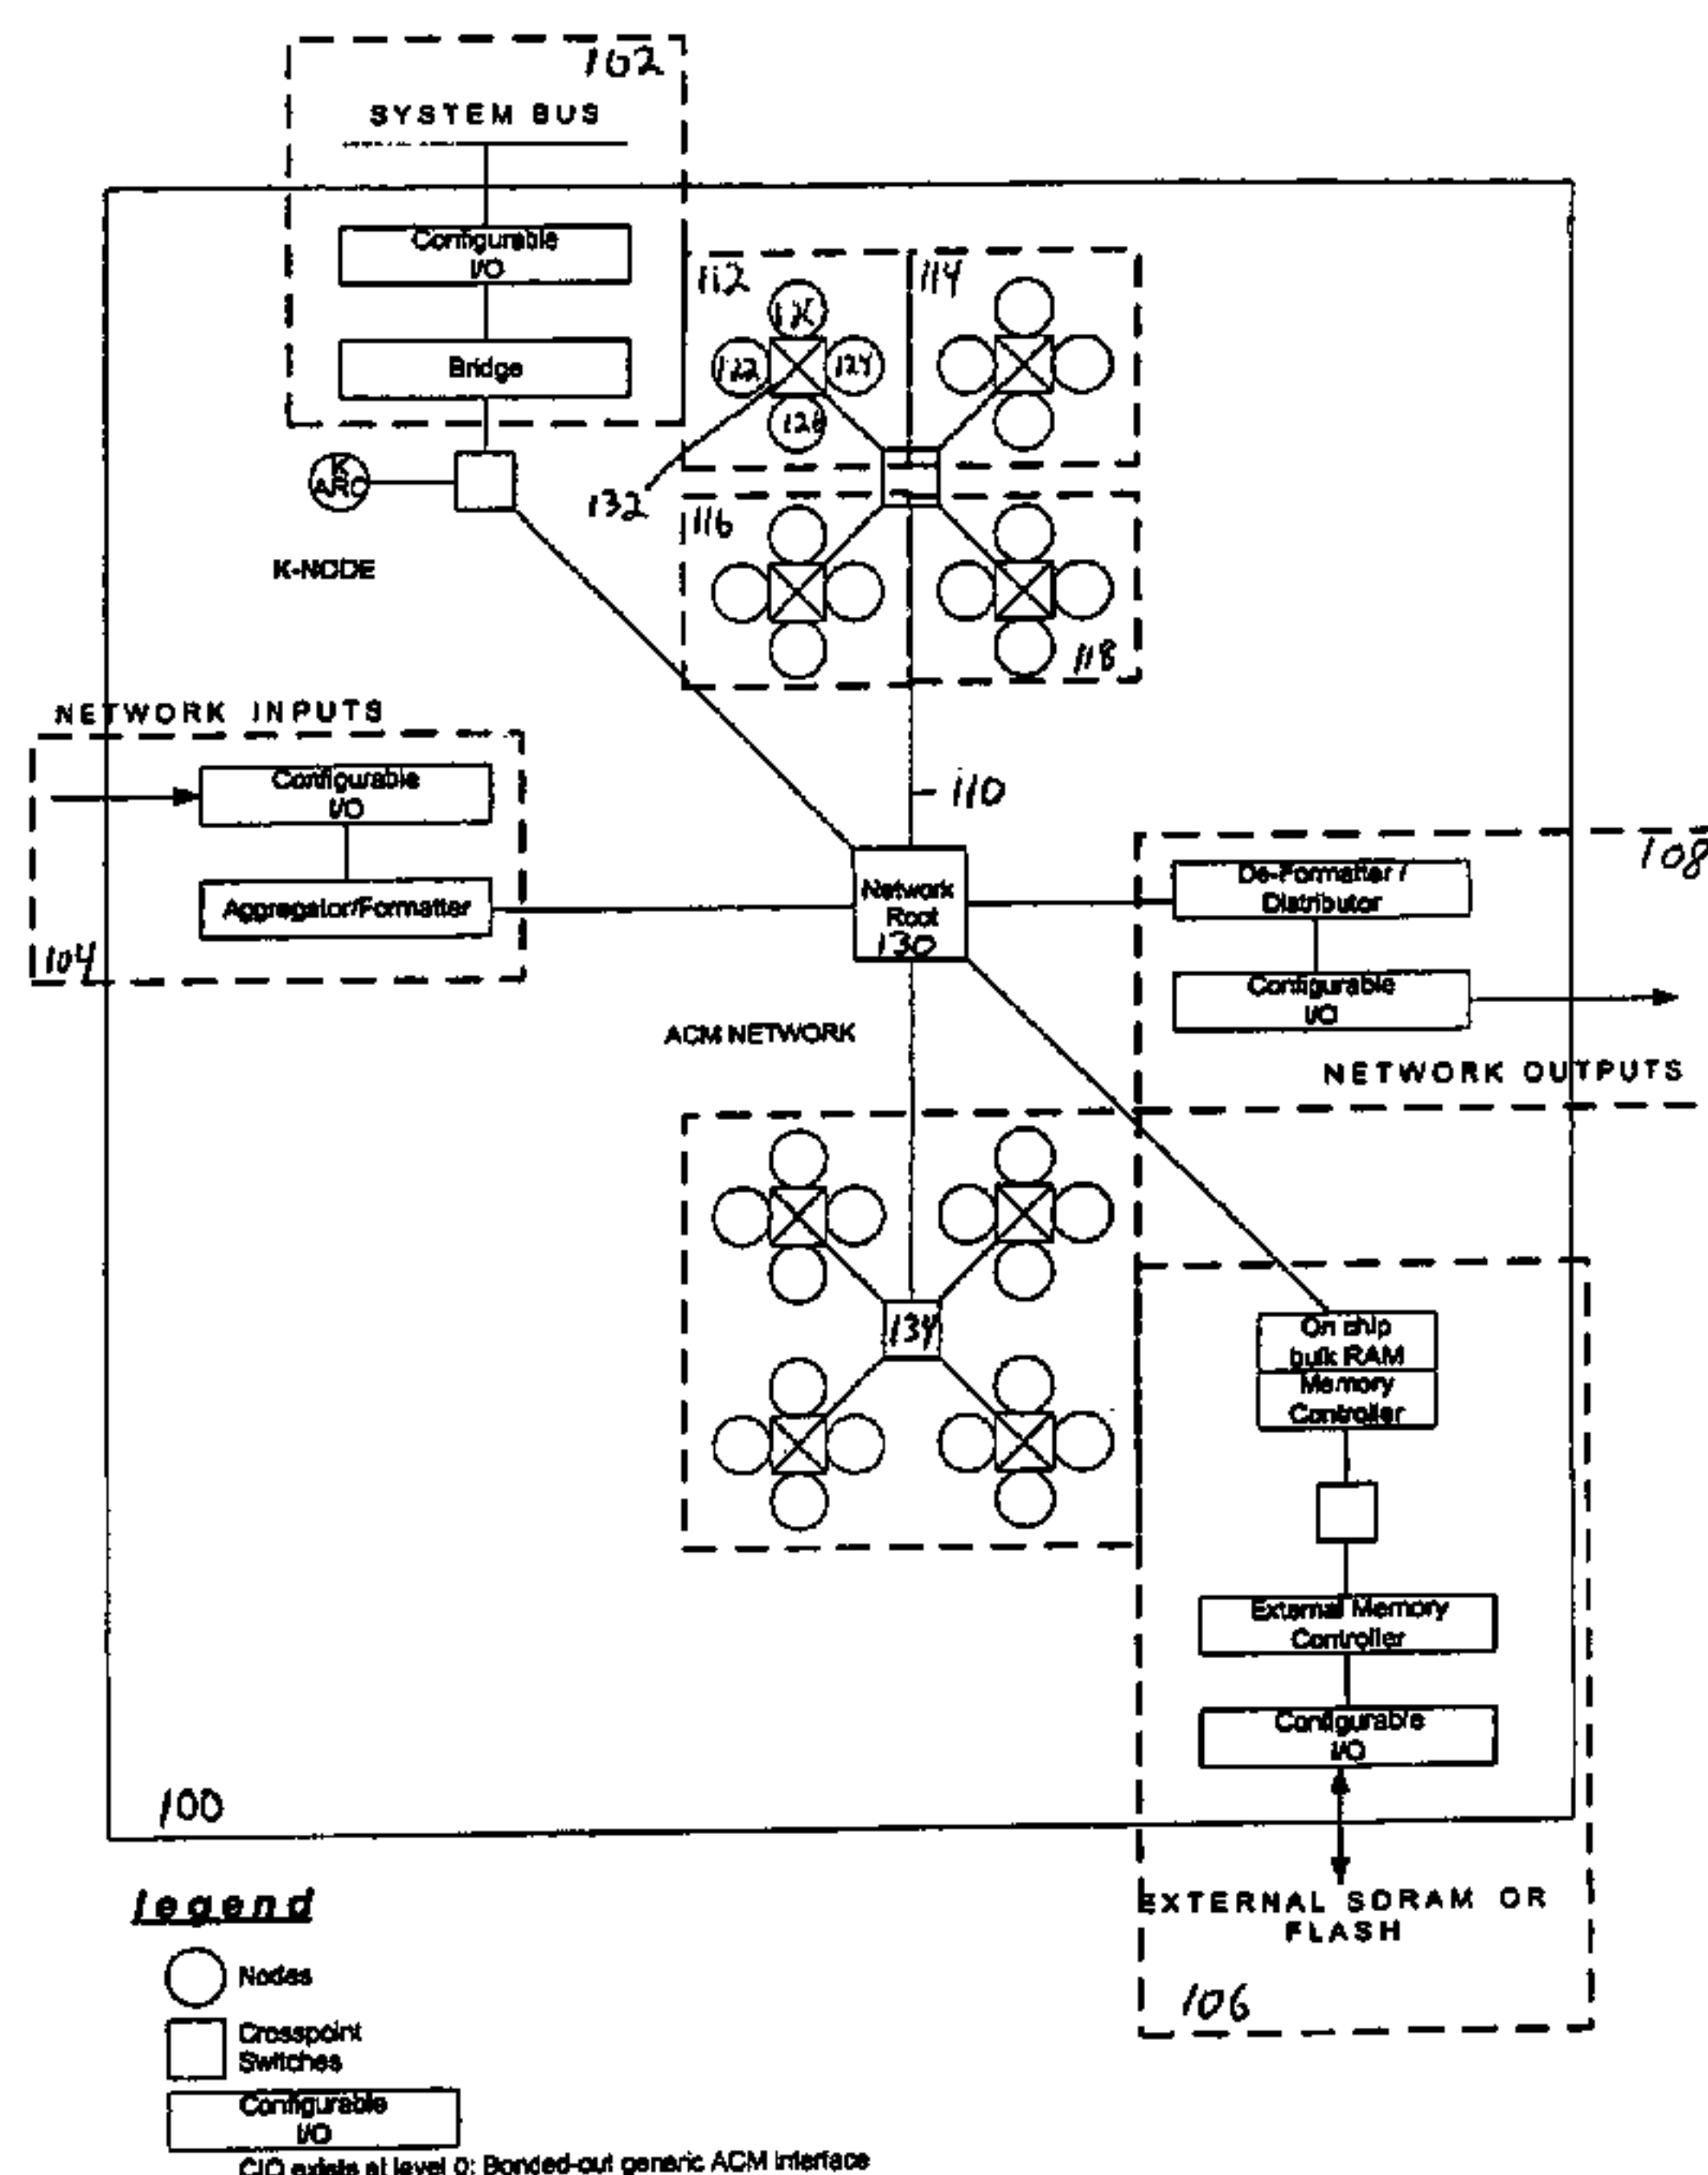 102
SYSTEM BUS
Configurable
I/O
Bridge
112
114
122
124
126
K
ARC
132
116
118
K-NODE
NETWORK INPUTS
Configurable
I/O
Aggregator/Formatter
104
110
Network
Root
130
108
De-Formatter /
Distributor
Configurable
I/O
NETWORK OUTPUTS
ACM NETWORK
134
On chip
bulk RAM
Memory
Controller
External Memory
Controller
Configurable
I/O
100
EXTERNAL SDRAM OR
FLASH
106
legend
Nodes
Crosspoint
Switches
Configurable
I/O
CIO exists at level 0: Bonded-out generic ACM interface